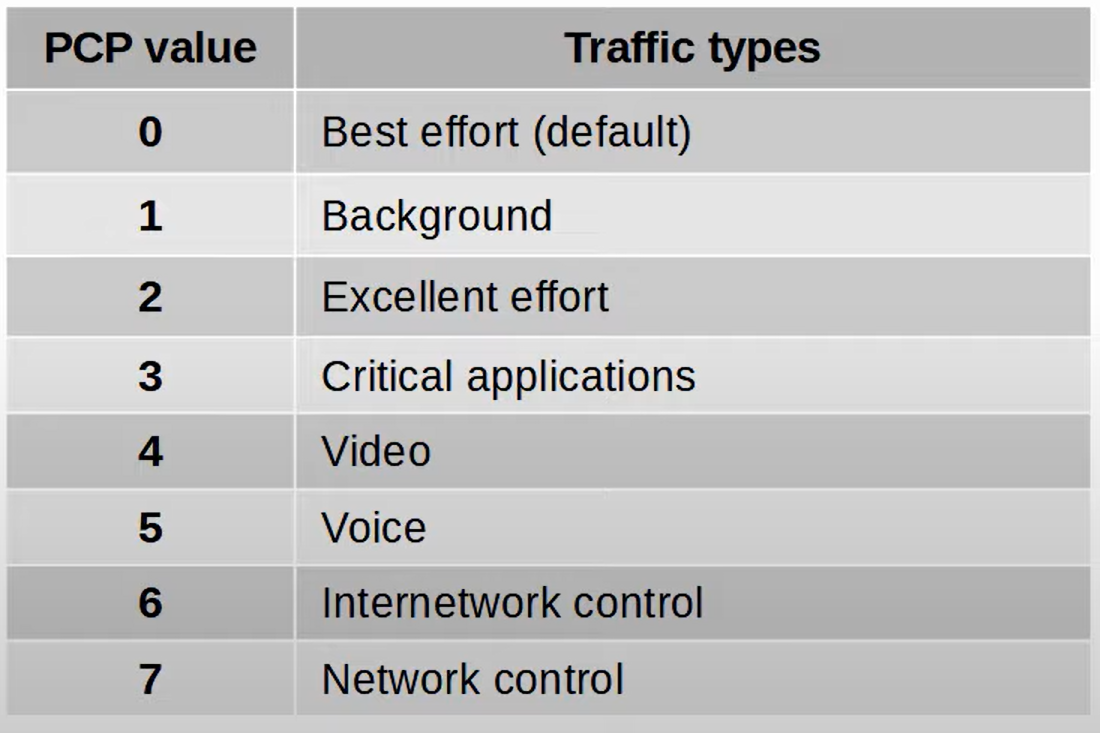 PCP value Traffic types
0 Best effort (default)
1 Background
2 Excellent effort
3 Critical applications
4 Video
5 Voice
6 Internetwork control
7 Network control